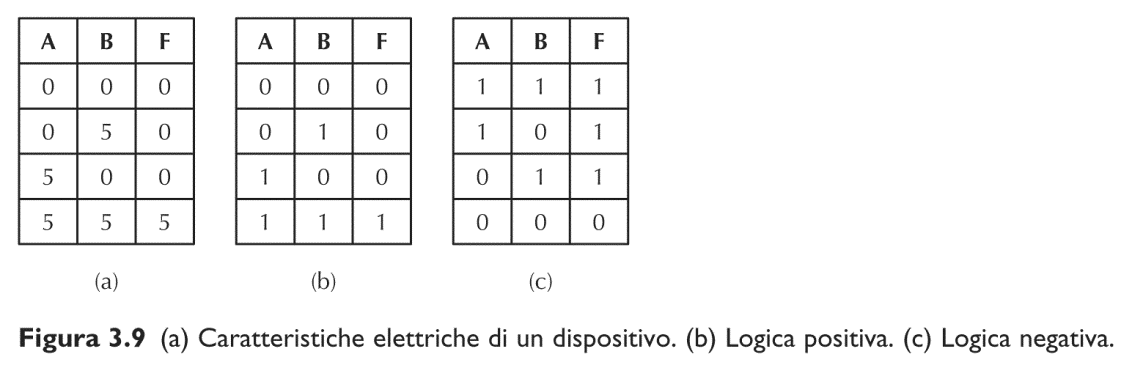 A B F A B F A B F
0 0 0 0 0 0 1 1 1
0 5 0 0 1 0 1 0 1
5 0 0 1 0 0 0 1 1
5 5 5 1 1 1 0 0 0
(a) (b) (c)
Figura 3.9 (a) Caratteristiche elettriche di un dispositivo. (b) Logica positiva. (c) Logica negativa.